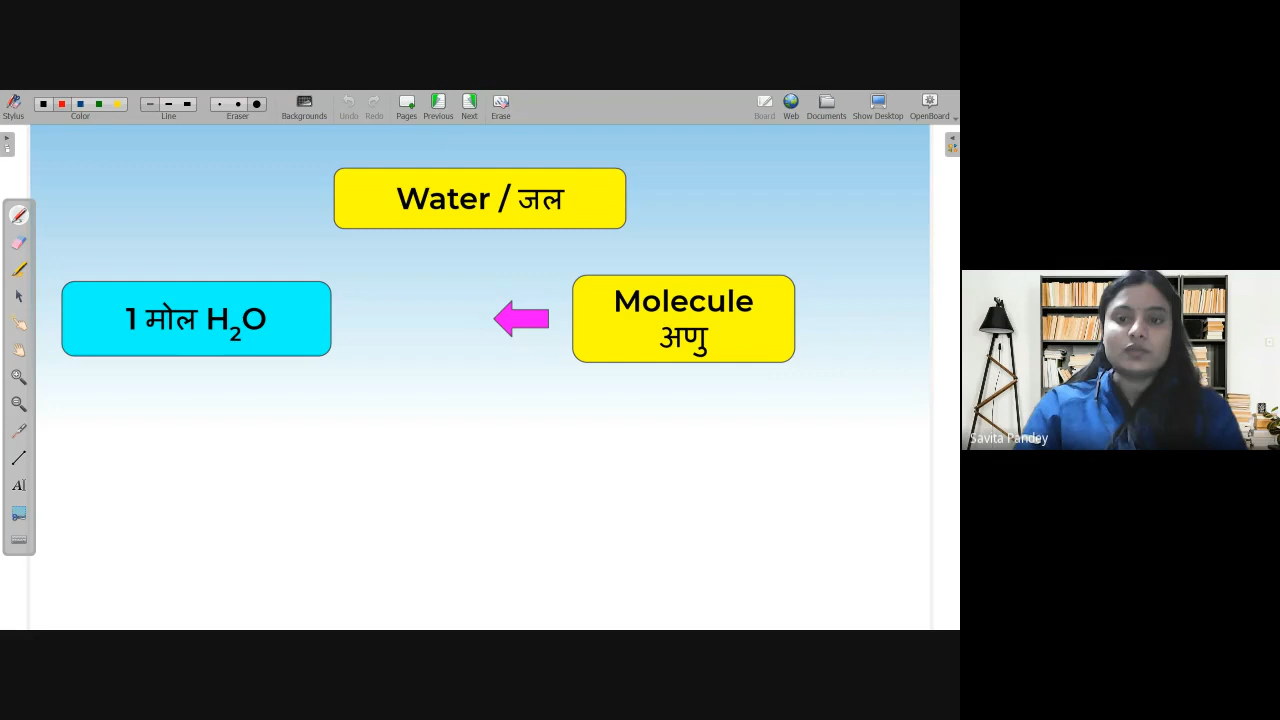 Stylus
Color
Line
Eraser
Backgrounds
Undo
Redo
Pages
Previous
Next
Erase
Board
Web
Documents
Show Desktop
OpenBoard
Water / जल
1 मोल H₂O
Molecule
अणु
Savita Pandey